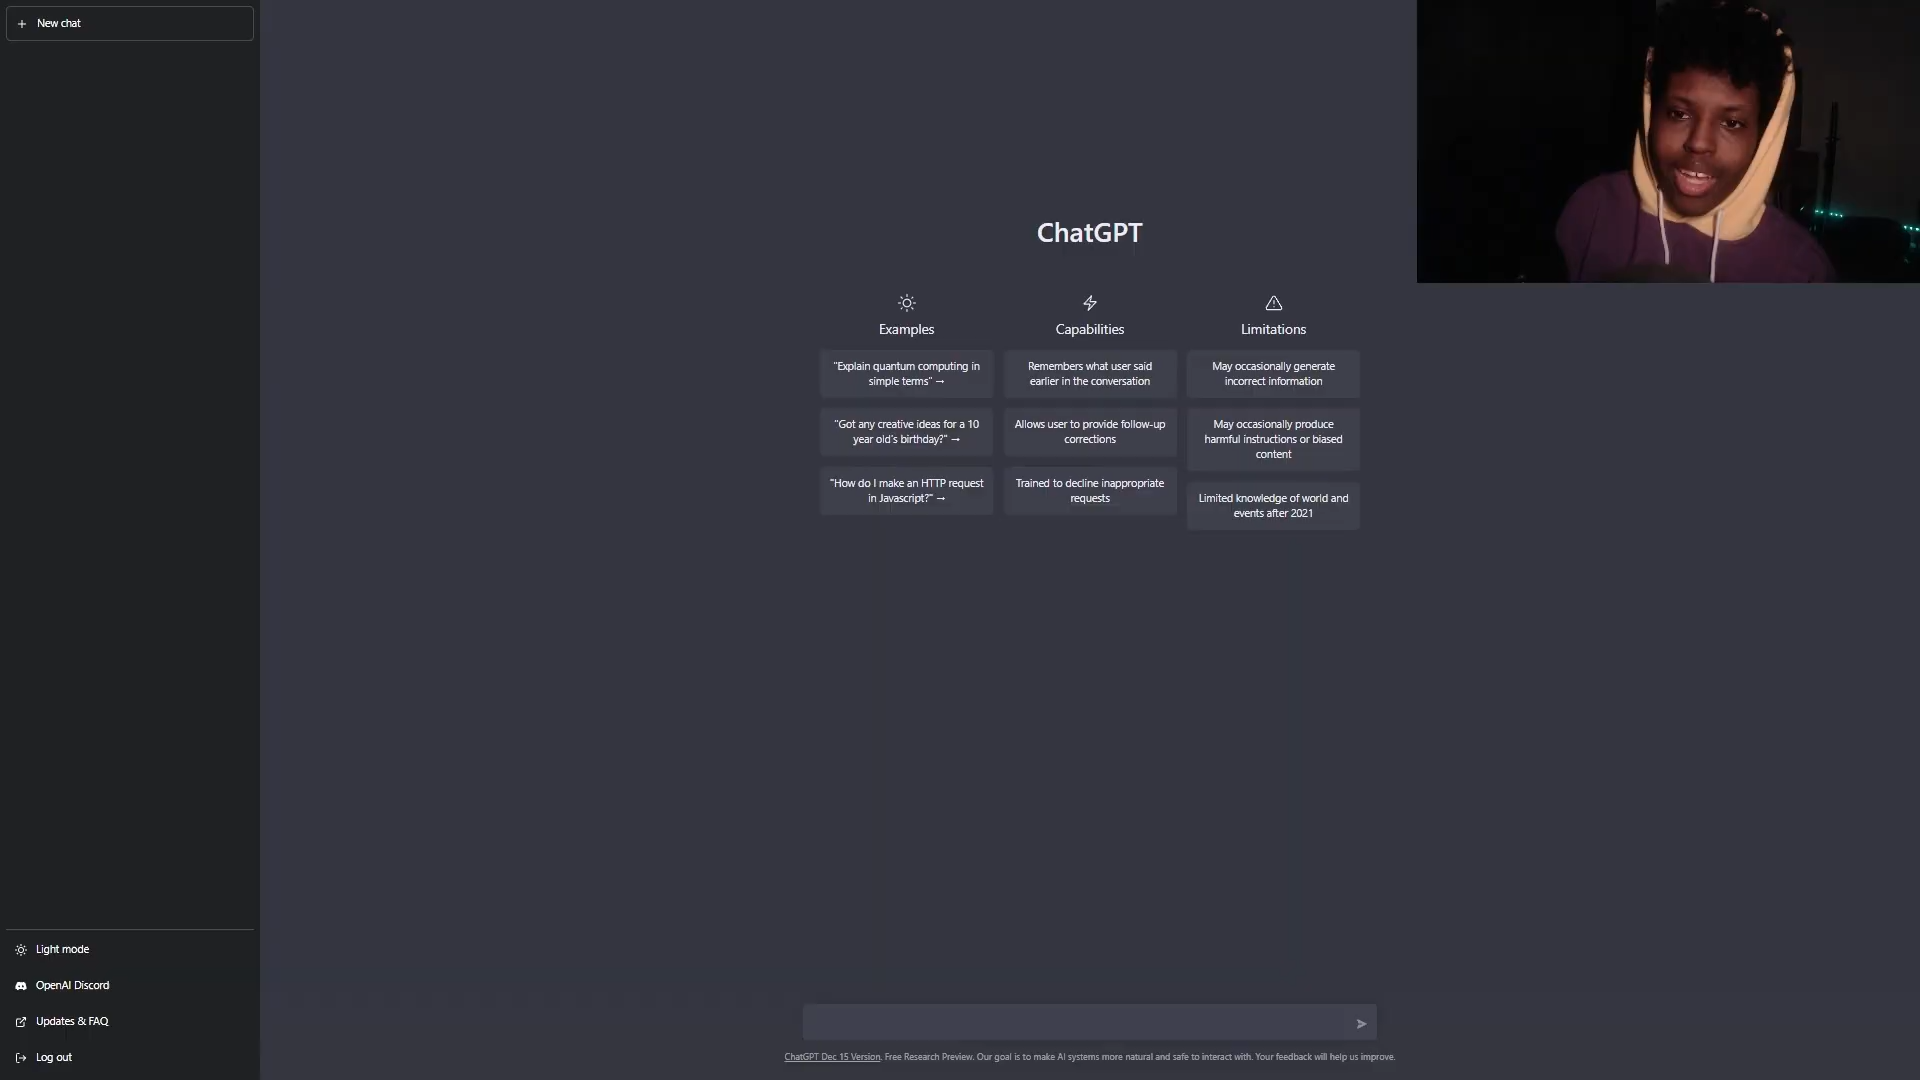 New chat
ChatGPT
Examples
"Explain quantum computing in
simple terms" →
"Got any creative ideas for a 10
year old's birthday?" →
"How do I make an HTTP request
in Javascript?" →
Capabilities
Remembers what user said
earlier in the conversation
Allows user to provide follow-up
corrections
Trained to decline inappropriate
requests
Limitations
May occasionally generate
incorrect information
May occasionally produce
harmful instructions or biased
content
Limited knowledge of world and
events after 2021
Light mode
OpenAI Discord
Updates & FAQ
Log out
ChatGPT Dec 15 Version. Free Research Preview. Our goal is to make AI systems more natural and safe to interact with. Your feedback will help us improve.